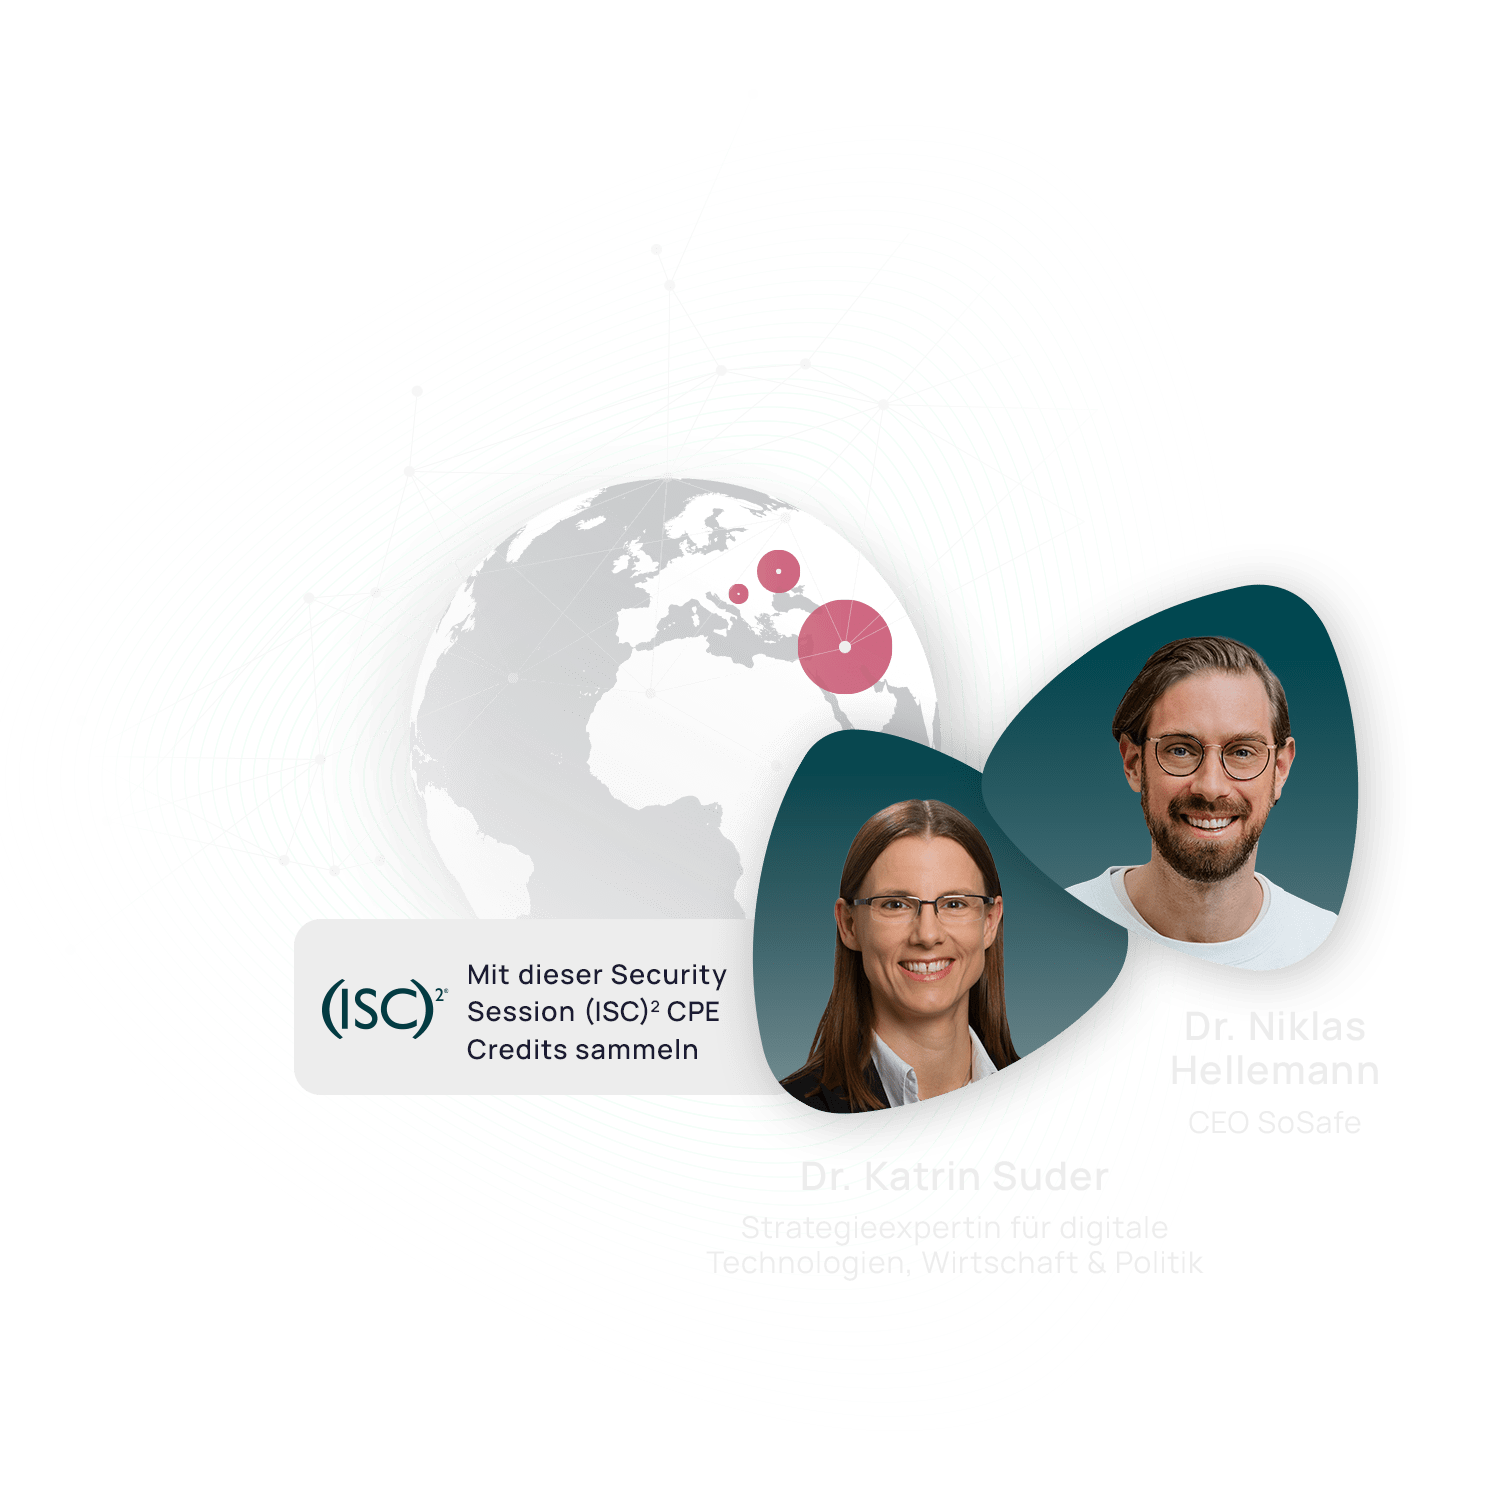 (ISC)²®
Mit dieser Security
Session (ISC)² CPE
Credits sammeln
Dr. Niklas
Hellemann
CEO SoSafe
Dr. Katrin Suder
Strategieexpertin für digitale
Technologien, Wirtschaft & Politik